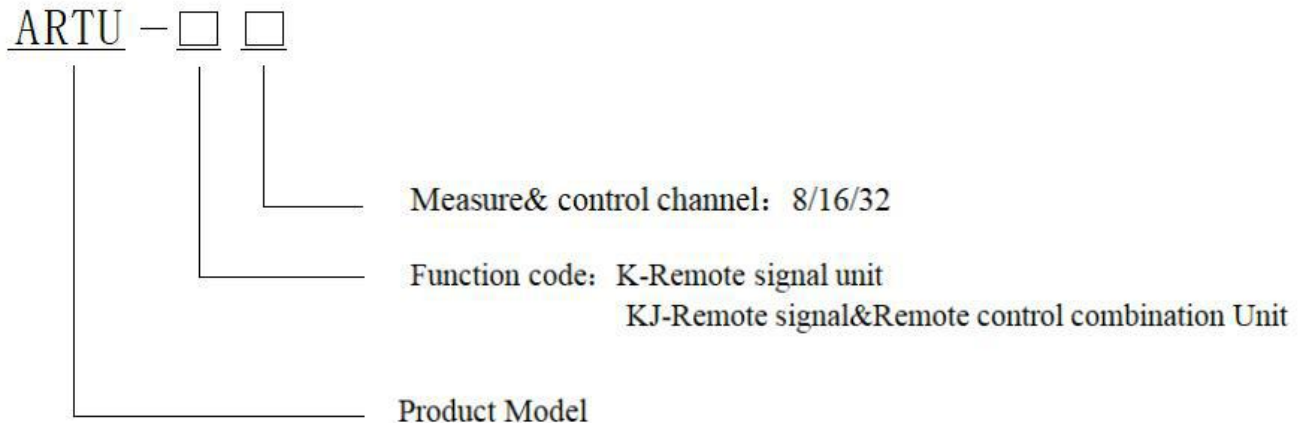 ARTU-□ □
Measure& control channel：8/16/32
Function code：K-Remote signal unit
KJ-Remote signal&Remote control combination Unit
Product Model